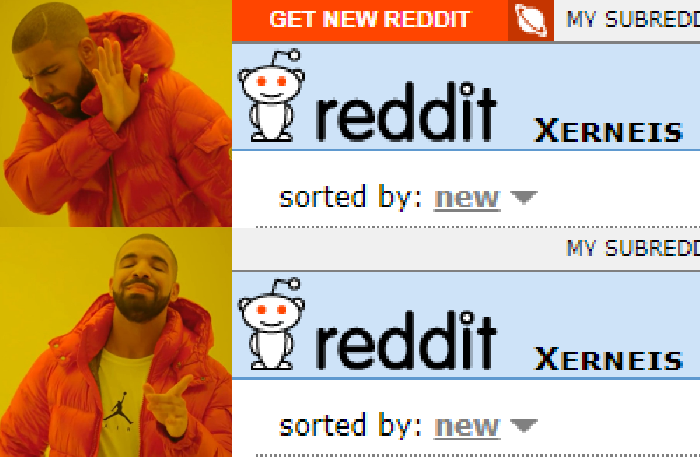 GET NEW REDDIT MY SUBREDD
reddit XERNEIS
sorted by: new
MY SUBREDD
reddit XERNEIS
sorted by: new